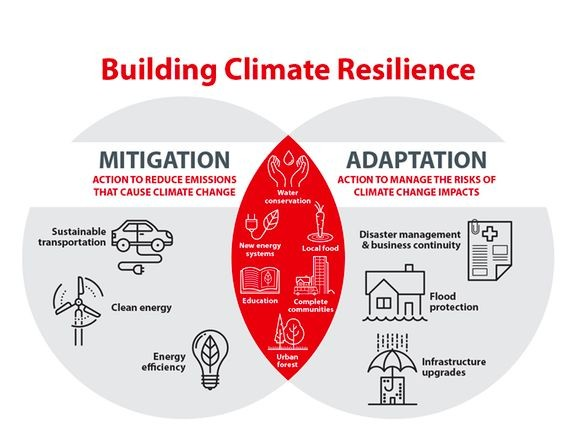 Building Climate Resilience
MITIGATION
ACTION TO REDUCE EMISSIONS
THAT CAUSE CLIMATE CHANGE
Sustainable
transportation
Clean energy
Energy
efficiency
Water
conservation
New energy
systems
Local food
Education
Complete
communities
Urban
forest
ADAPTATION
ACTION TO MANAGE THE RISKS OF
CLIMATE CHANGE IMPACTS
Disaster management
& business continuity
Flood
protection
Infrastructure
upgrades